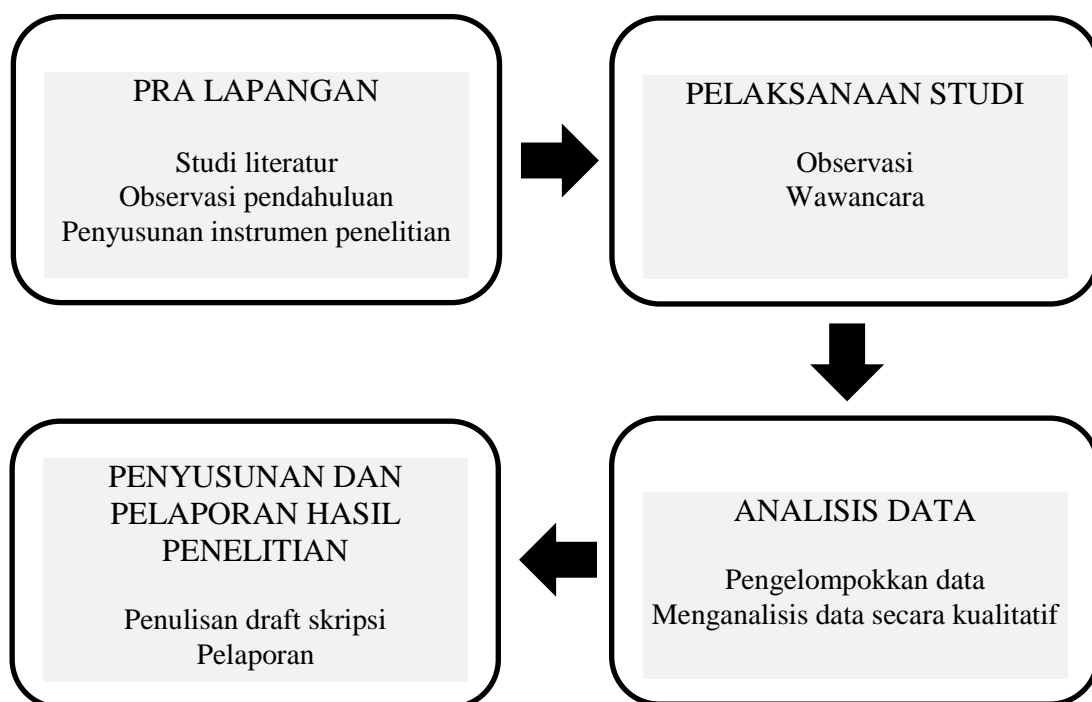 PRA LAPANGAN
Studi literatur
Observasi pendahuluan
Penyusunan instrumen penelitian
PELAKSANAAN STUDI
Observasi
Wawancara
ANALISIS DATA
Pengelompokkan data
Menganalisis data secara kualitatif
PENYUSUNAN DAN
PELAPORAN HASIL
PENELITIAN
Penulisan draft skripsi
Pelaporan